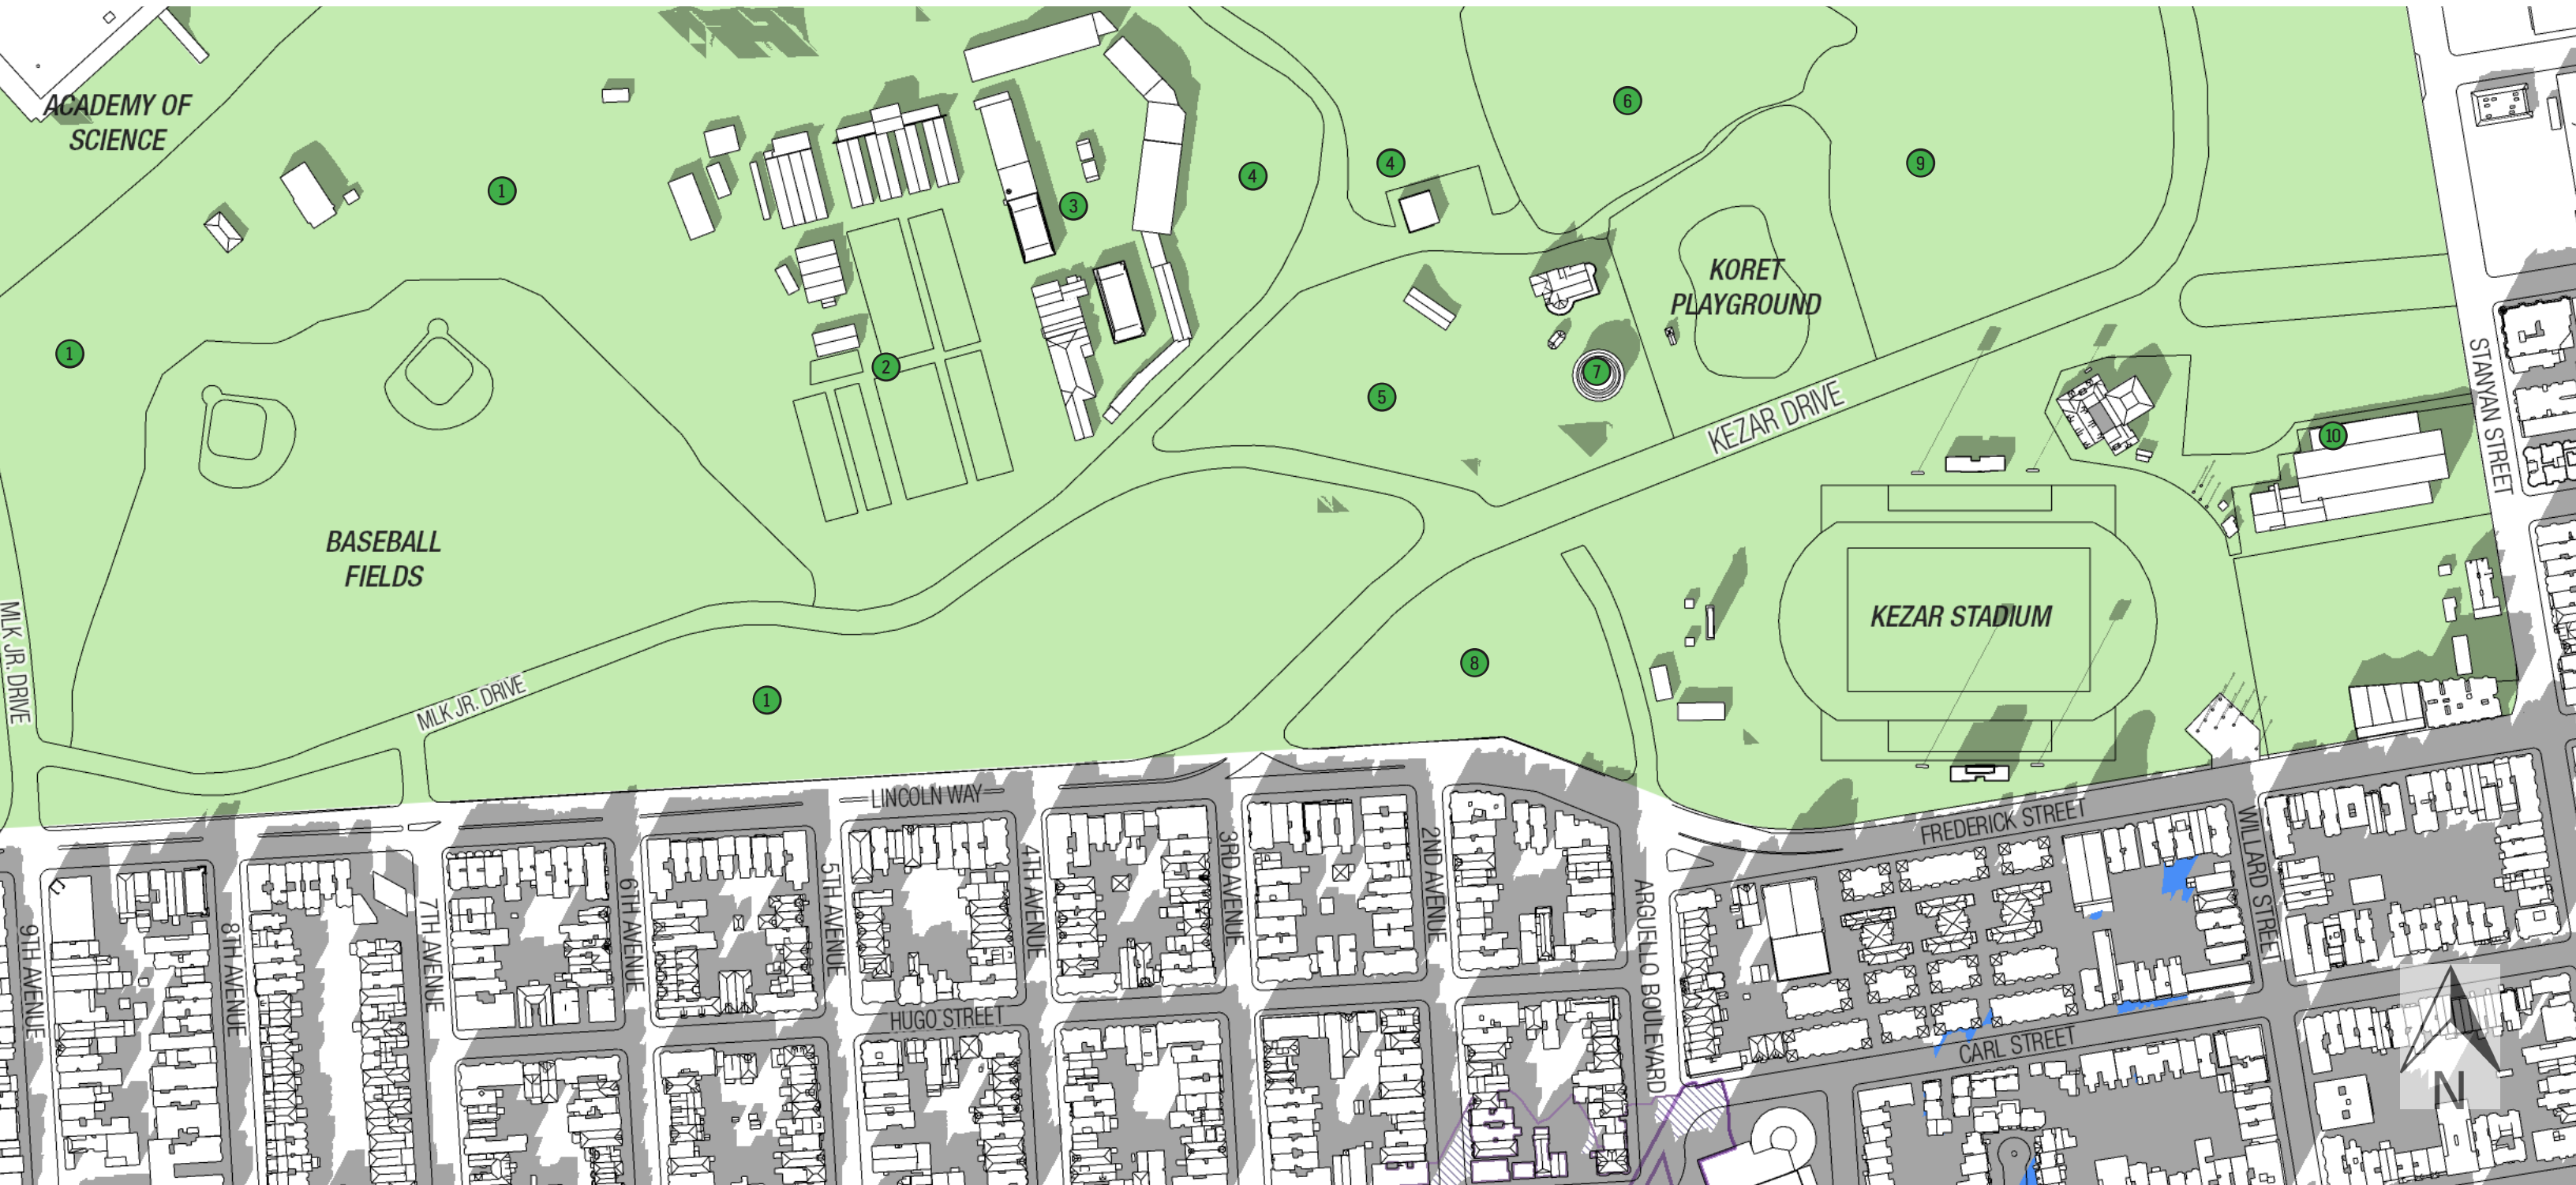 ACADEMY OF
SCIENCE
1
1
2
3
4
4
6
9
KORET
PLAYGROUND
5
7
KEZAR DRIVE
10
STANYAN STREET
BASEBALL
FIELDS
KEZAR STADIUM
8
1
MLK JR. DRIVE
MLK JR. DRIVE
LINCOLN WAY
FREDERICK STREET
9TH AVENUE
8TH AVENUE
7TH AVENUE
6TH AVENUE
5TH AVENUE
4TH AVENUE
3RD AVENUE
2ND AVENUE
ARGUELLO BOULEVARD
WILLARD STREET
HUGO STREET
CARL STREET
N